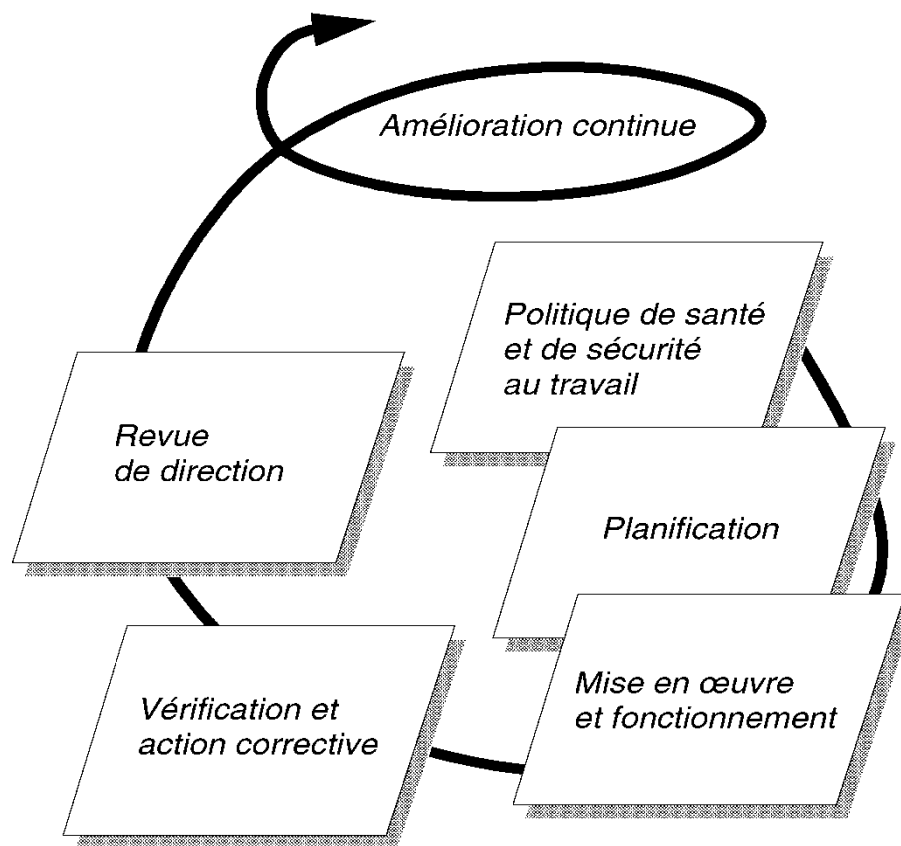 Amélioration continue
Politique de santé
et de sécurité
au travail
Revue
de direction
Planification
Mise en œuvre
et fonctionnement
Vérification et
action corrective